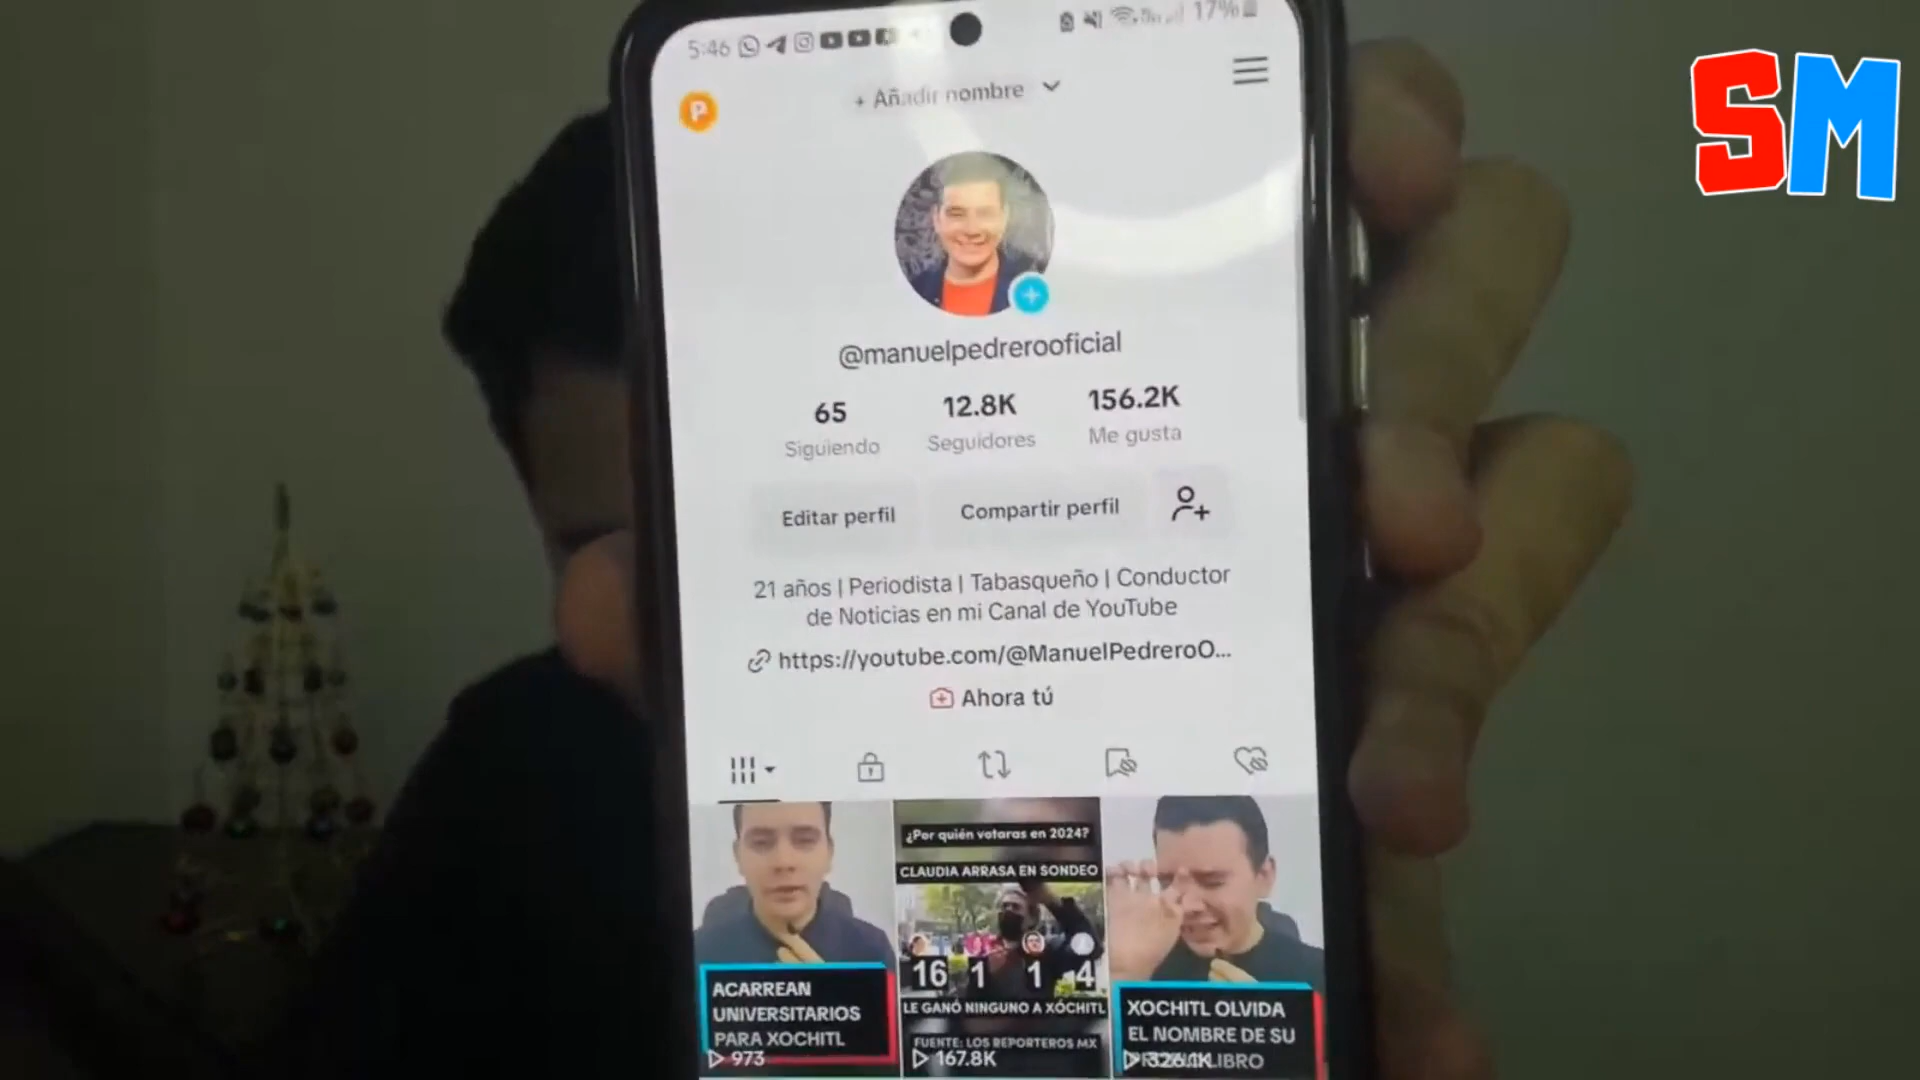 5:46
17%
SM
P
+ Añadir nombre
@manuelpedrerooficial
65 12.8K 156.2K
Siguiendo Seguidores Me gusta
Editar perfil Compartir perfil
21 años | Periodista | Tabasqueño | Conductor
de Noticias en mi Canal de YouTube
https://youtube.com/@ManuelPedreroO...
Ahora tú
ACARREAN
UNIVERSITARIOS
PARA XOCHITL
973
¿Por quién votaras en 2024?
CLAUDIA ARRASA EN SONDEO
16 1 1 4
LE GANÓ NINGUNO A XÓCHITL
FUENTE: LOS REPORTEROS MX
167.8K
XOCHITL OLVIDA
EL NOMBRE DE SU
LIBRO
326.1K